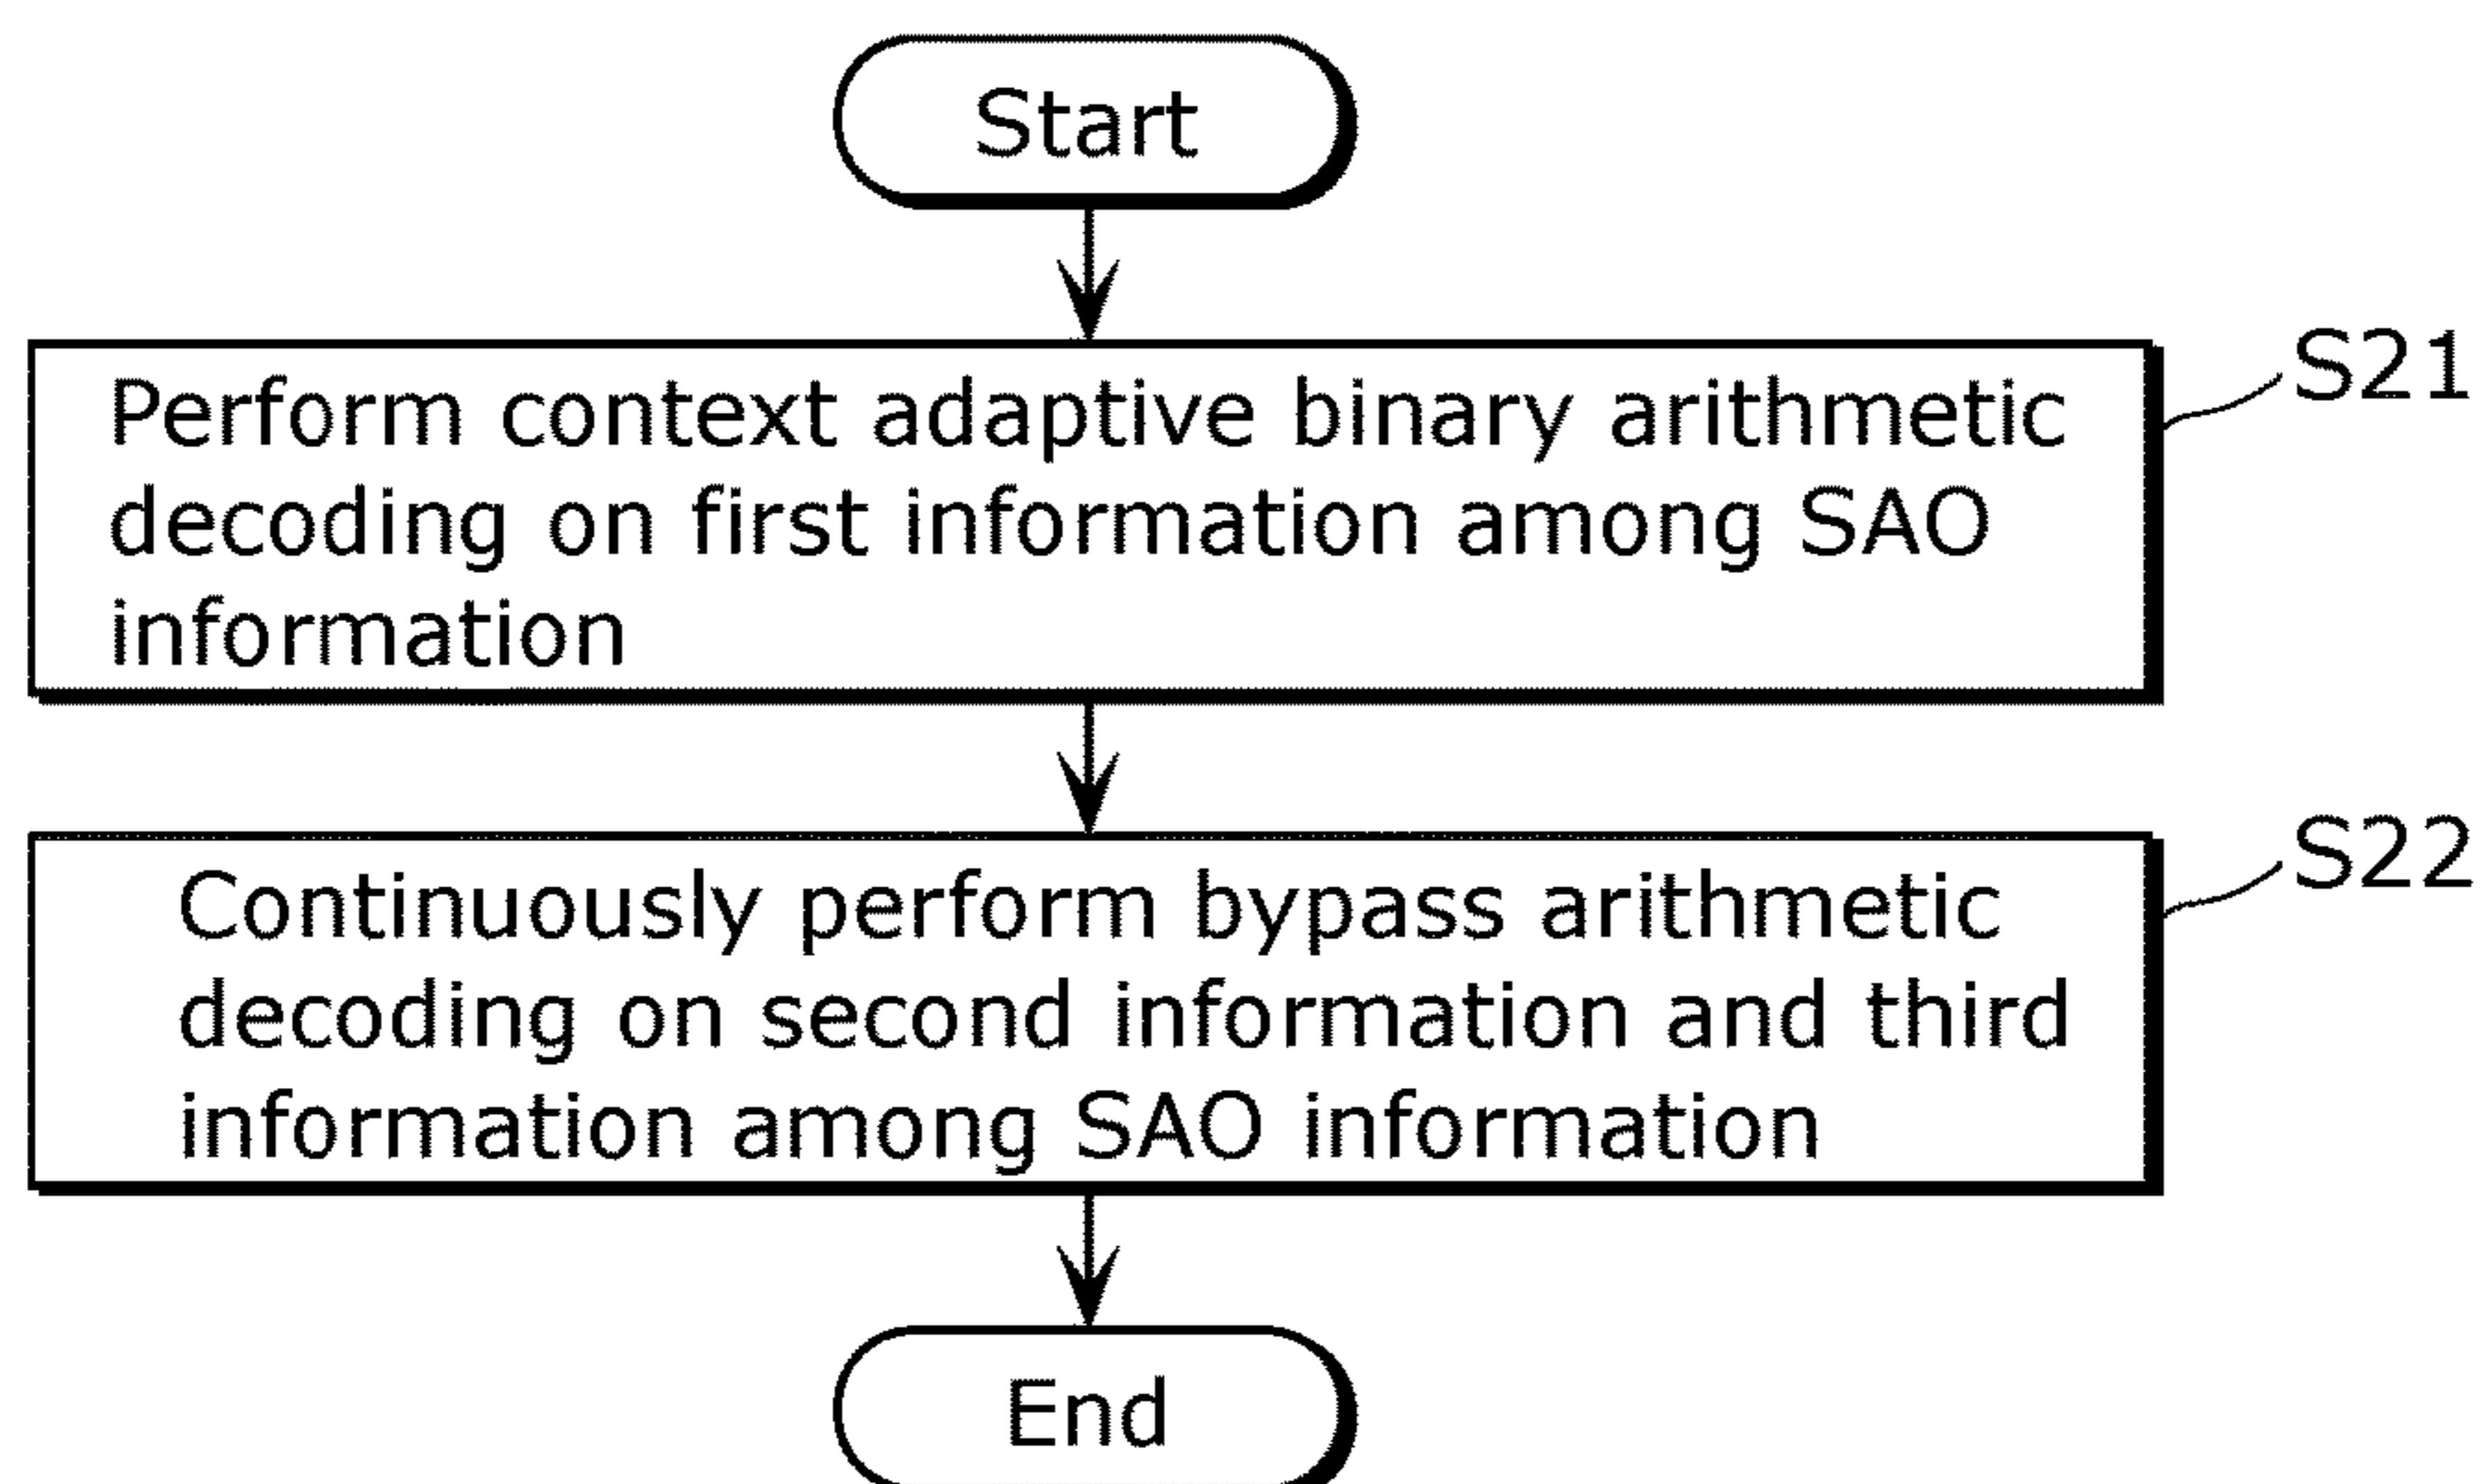 Start
Perform context adaptive binary arithmetic
decoding on first information among SAO
information
S21
Continuously perform bypass arithmetic
decoding on second information and third
information among SAO information
S22
End